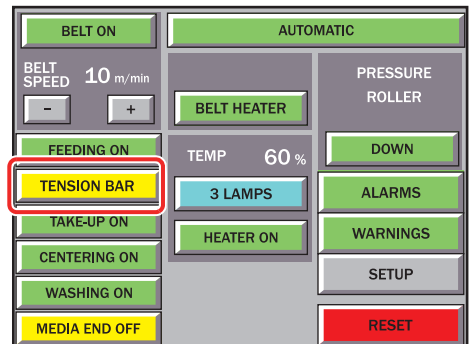 BELT ON
AUTOMATIC
BELT
SPEED
10 m/min
-
+
BELT HEATER
PRESSURE
ROLLER
FEEDING ON
TEMP
60 %
DOWN
TENSION BAR
3 LAMPS
ALARMS
TAKE-UP ON
HEATER ON
WARNINGS
CENTERING ON
SETUP
WASHING ON
MEDIA END OFF
RESET